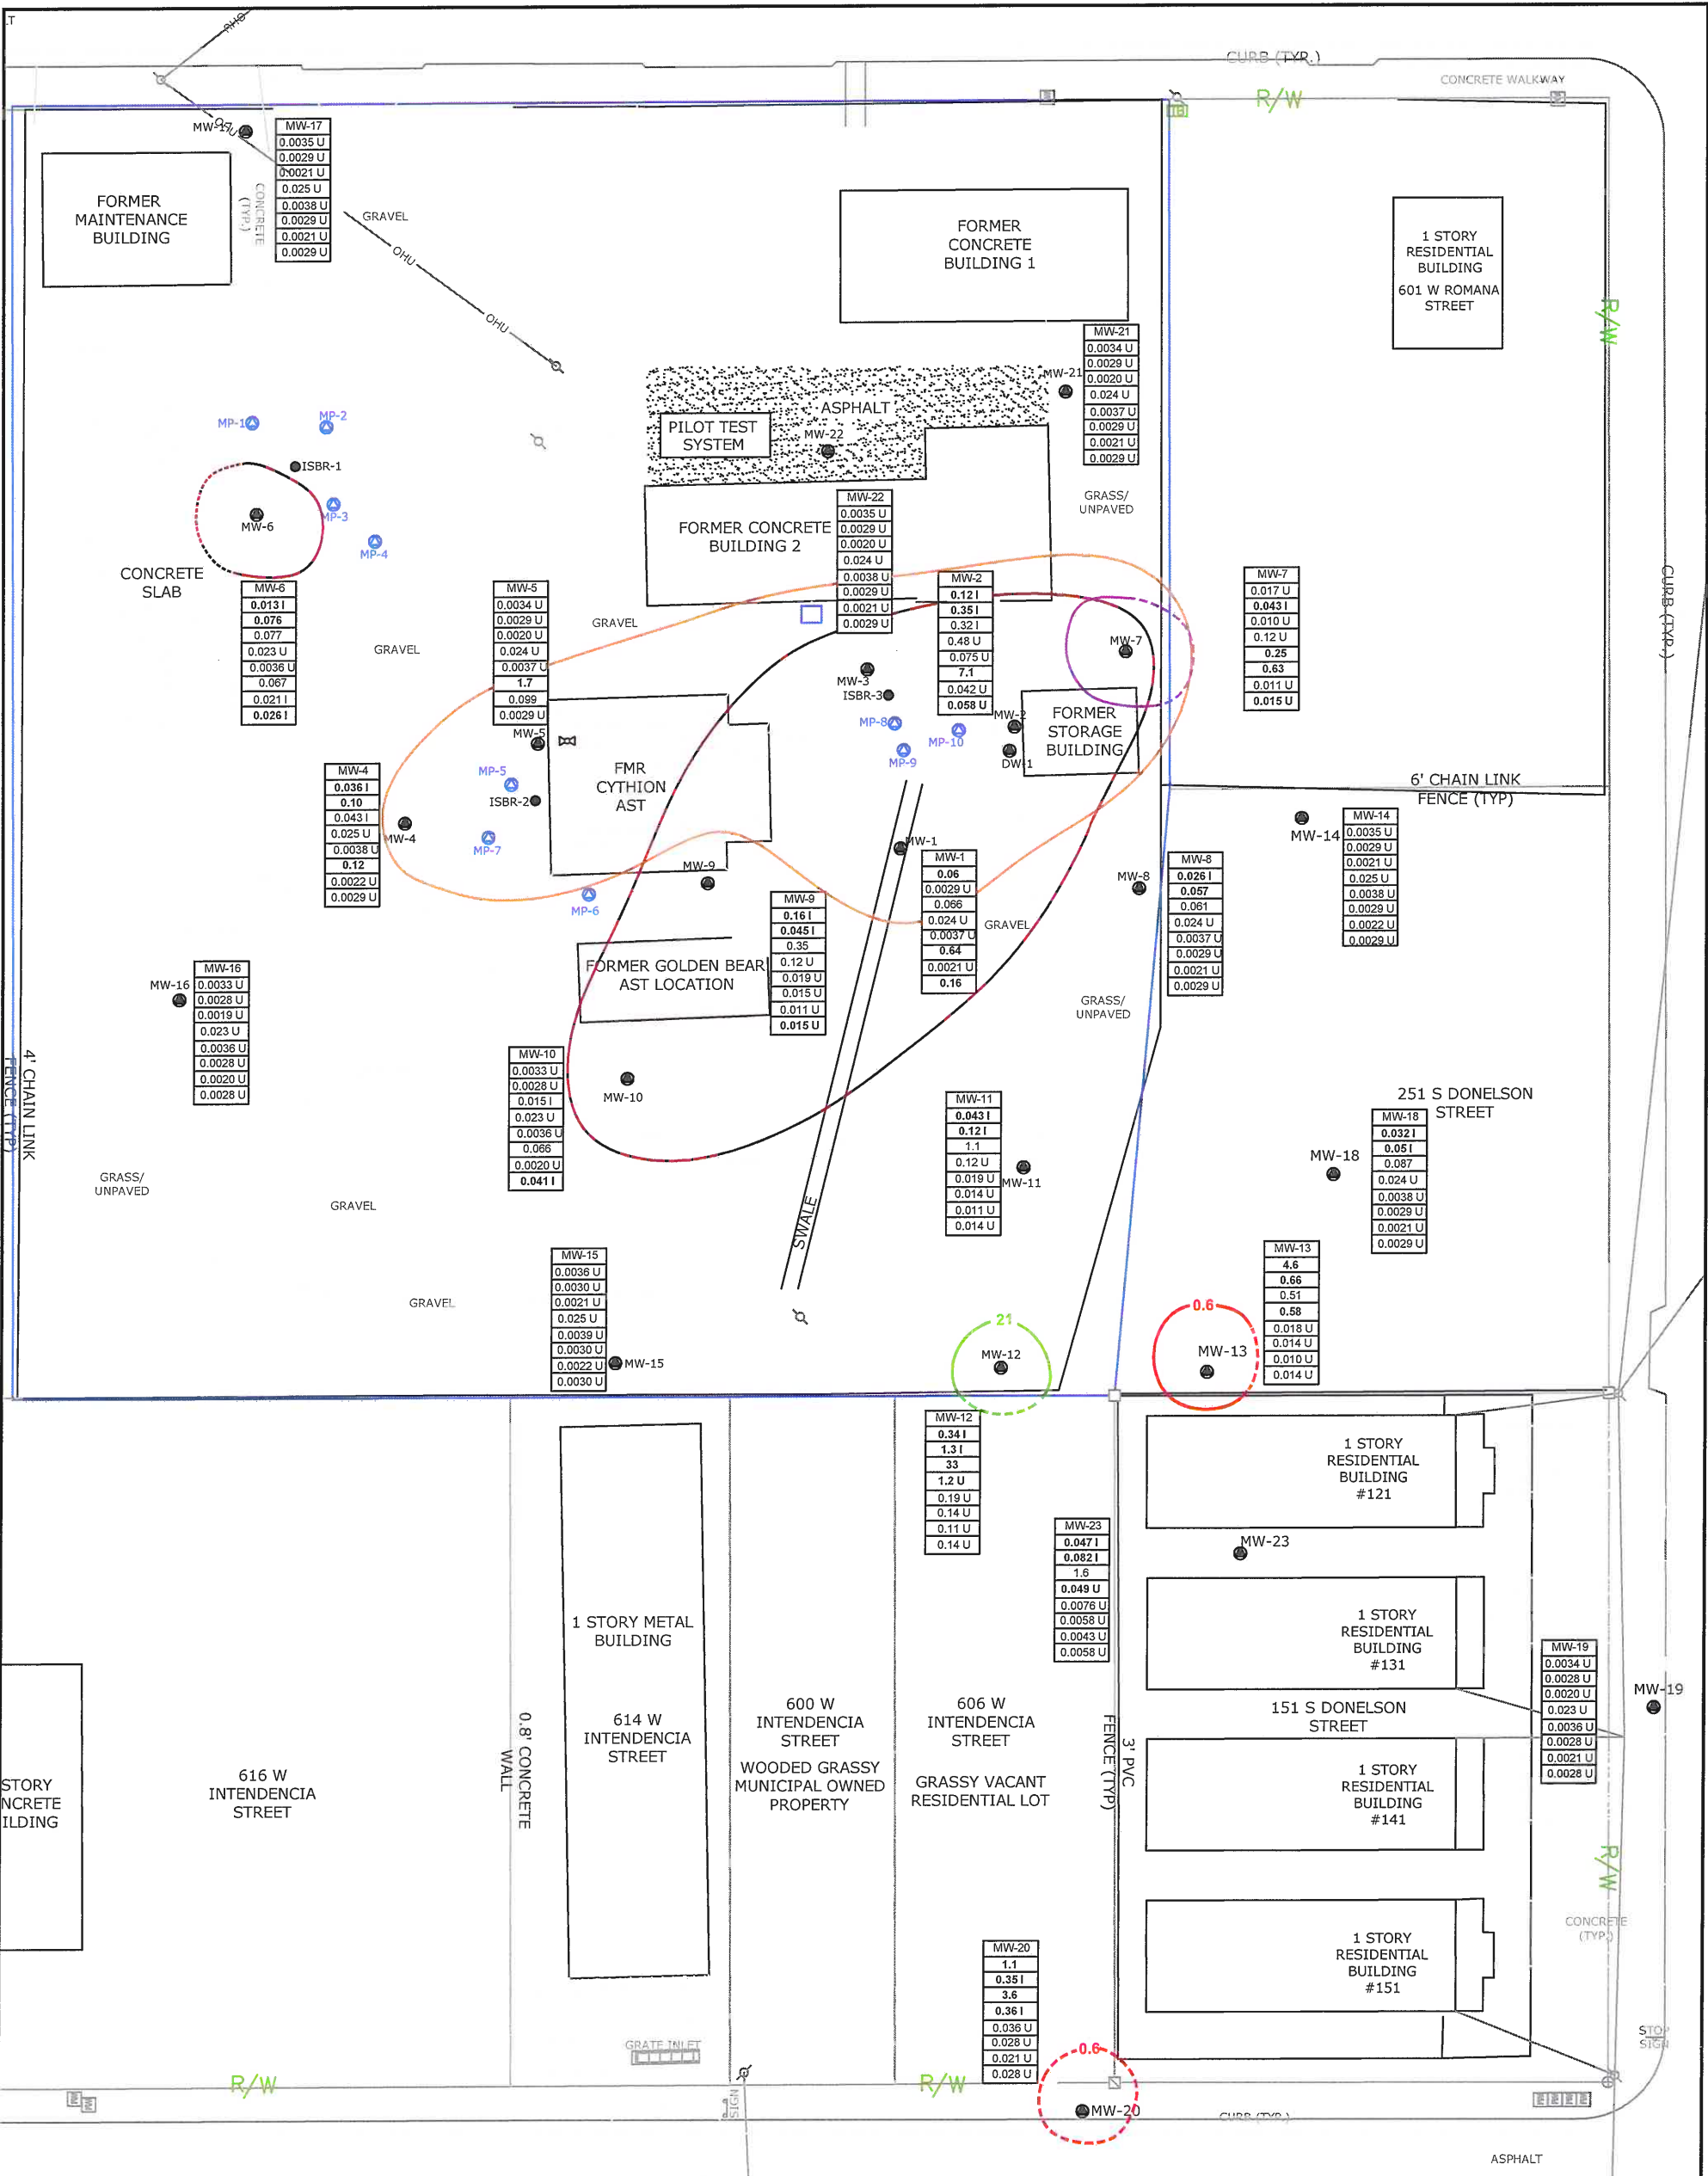 .T
OHU
CURB (TYP.)
CONCRETE WALKWAY
R/W
MW-17
OHU
MW-17
0.0035 U
0.0029 U
0.0021 U
0.025 U
0.0038 U
0.0029 U
0.0021 U
0.0029 U
FORMER
MAINTENANCE
BUILDING
CONCRETE
(TYP.)
GRAVEL
OHU
OHU
FORMER
CONCRETE
BUILDING 1
1 STORY
RESIDENTIAL
BUILDING
601 W ROMANA
STREET
R/W
MW-21
MW-21
0.0034 U
0.0029 U
0.0020 U
0.024 U
0.0037 U
0.0029 U
0.0021 U
0.0029 U
ASPHALT
PILOT TEST
SYSTEM
MW-22
MP-1
MP-2
ISBR-1
MP-3
MW-6
MP-4
CONCRETE
SLAB
GRASS/
UNPAVED
FORMER CONCRETE
BUILDING 2
MW-22
0.0035 U
0.0029 U
0.0020 U
0.024 U
0.0038 U
0.0029 U
0.0021 U
0.0029 U
MW-6
0.013 I
0.076
0.077
0.023 U
0.0036 U
0.067
0.021 I
0.026 I
MW-5
0.0034 U
0.0029 U
0.0020 U
0.024 U
0.0037 U
1.7
0.099
0.0029 U
GRAVEL
GRAVEL
MW-2
0.12 I
0.35 I
0.32 I
0.48 U
0.075 U
7.1
0.042 U
0.058 U
MW-7
MW-7
0.017 U
0.043 I
0.010 U
0.12 U
0.25
0.63
0.011 U
0.015 U
CURB (TYP.)
MW-3
ISBR-3
MP-8
MP-10
MP-9
MW-2
DW-1
FORMER
STORAGE
BUILDING
MW-5
MP-5
ISBR-2
MP-7
FMR
CYTHION
AST
MW-4
0.036 I
0.10
0.043 I
0.025 U
0.0038 U
0.12
0.0022 U
0.0029 U
MW-4
6' CHAIN LINK
FENCE (TYP)
MW-14
MW-14
0.0035 U
0.0029 U
0.0021 U
0.025 U
0.0038 U
0.0029 U
0.0022 U
0.0029 U
MW-1
MW-1
0.06
0.0029 U
0.066
0.024 U
0.0037 U
0.64
0.0021 U
0.16
MW-8
MW-8
0.026 I
0.057
0.061
0.024 U
0.0037 U
0.0029 U
0.0021 U
0.0029 U
MW-9
MP-6
MW-9
0.16 I
0.045 I
0.35
0.12 U
0.019 U
0.015 U
0.011 U
0.015 U
GRAVEL
FORMER GOLDEN BEAR
AST LOCATION
GRASS/
UNPAVED
MW-16
MW-16
0.0033 U
0.0028 U
0.0019 U
0.023 U
0.0036 U
0.0028 U
0.0020 U
0.0028 U
4' CHAIN LINK
FENCE (TYP)
MW-10
0.0033 U
0.0028 U
0.015 I
0.023 U
0.0036 U
0.066
0.0020 U
0.041 I
MW-10
MW-11
0.043 I
0.12 I
1.1
0.12 U
0.019 U
0.014 U
0.011 U
0.014 U
MW-11
251 S DONELSON
STREET
MW-18
MW-18
0.032 I
0.05 I
0.087
0.024 U
0.0038 U
0.0029 U
0.0021 U
0.0029 U
GRASS/
UNPAVED
GRAVEL
SWALE
MW-15
0.0036 U
0.0030 U
0.0021 U
0.025 U
0.0039 U
0.0030 U
0.0022 U
0.0030 U
MW-15
GRAVEL
21
MW-12
0.6
MW-13
MW-13
4.6
0.66
0.51
0.58
0.018 U
0.014 U
0.010 U
0.014 U
MW-12
0.34 I
1.3 I
33
1.2 U
0.19 U
0.14 U
0.11 U
0.14 U
1 STORY
RESIDENTIAL
BUILDING
#121
MW-23
0.047 I
0.082 I
1.6
0.049 U
0.0076 U
0.0058 U
0.0043 U
0.0058 U
MW-23
1 STORY
RESIDENTIAL
BUILDING
#131
1 STORY METAL
BUILDING
614 W
INTENDENCIA
STREET
600 W
INTENDENCIA
STREET
WOODED GRASSY
MUNICIPAL OWNED
PROPERTY
606 W
INTENDENCIA
STREET
GRASSY VACANT
RESIDENTIAL LOT
3' PVC
FENCE (TYP)
151 S DONELSON
STREET
MW-19
0.0034 U
0.0028 U
0.0020 U
0.023 U
0.0036 U
0.0028 U
0.0021 U
0.0028 U
MW-19
0.8' CONCRETE
WALL
STORY
NCRETE
ILDING
616 W
INTENDENCIA
STREET
1 STORY
RESIDENTIAL
BUILDING
#141
R/W
CONCRETE
(TYP.)
1 STORY
RESIDENTIAL
BUILDING
#151
MW-20
1.1
0.35 I
3.6
0.36 I
0.036 U
0.028 U
0.021 U
0.028 U
STOP
SIGN
GRATE INLET
0.6
R/W
R/W
SIGN
MW-20
CURB (TYP.)
ASPHALT